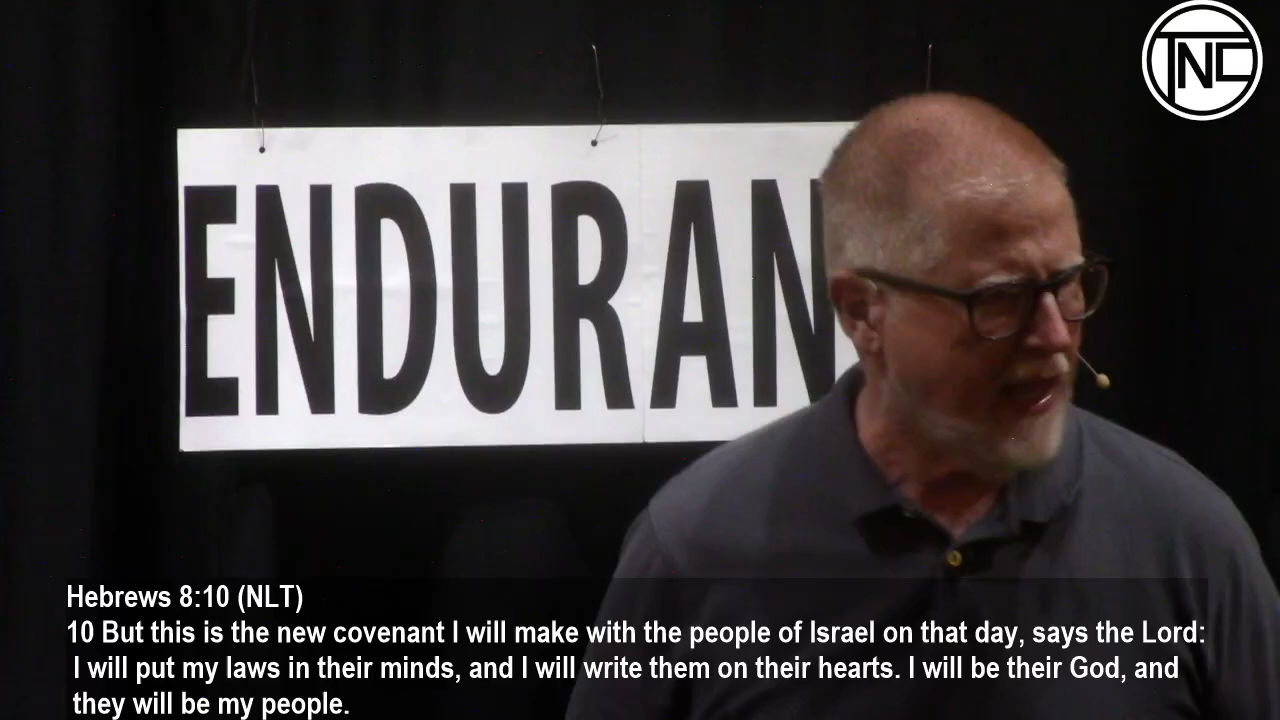 TNC
ENDURAN
Hebrews 8:10 (NLT)
10 But this is the new covenant I will make with the people of Israel on that day, says the Lord:
I will put my laws in their minds, and I will write them on their hearts. I will be their God, and
they will be my people.